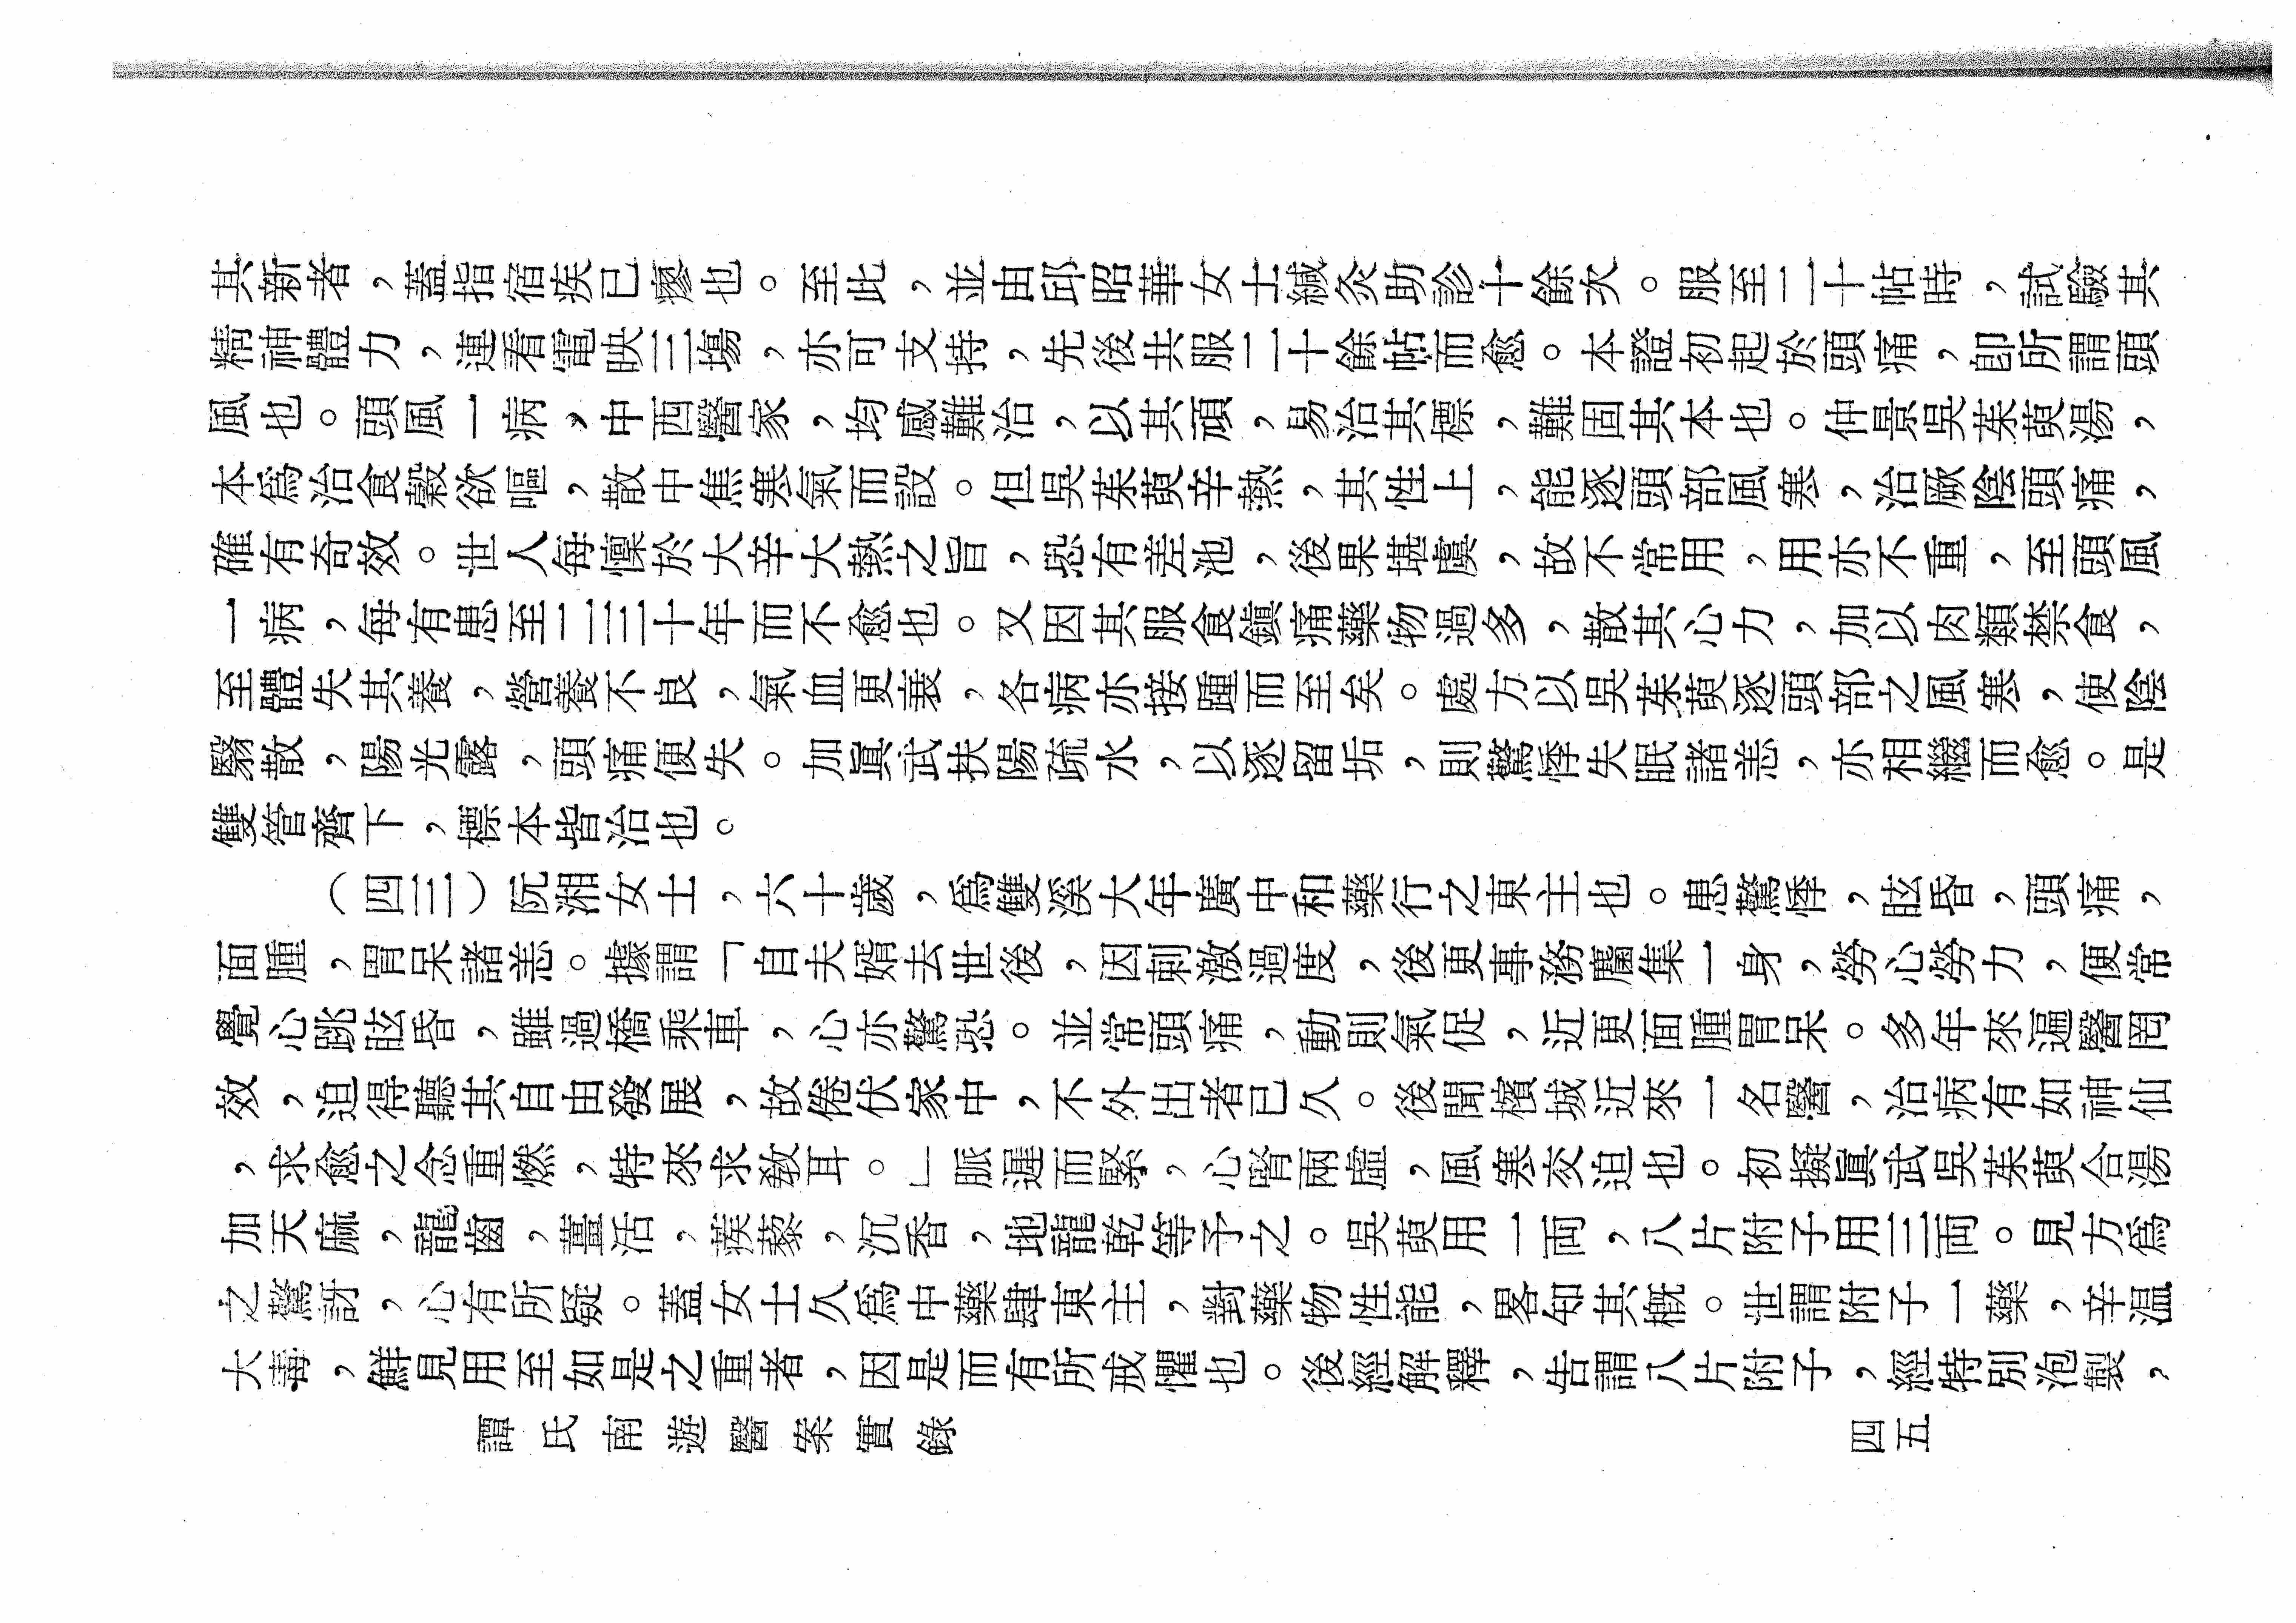 其新者，蓋指宿疾已瘳也。至此，並由邱昭華女士緘灸助診十餘次。服至二十帖時，試驗其
精神體力，連看電映三場，亦可支持，先後共服二十餘帖而愈。本證初起於頭痛，卽所謂頭
風也。頭風一病，中西醫家，均感難治，以其頑，易治其標，難固其本也。仲景吳茱萸湯，
本爲治食穀欲嘔，散中焦寒氣而設。但吳茱萸辛熱，其性上，能逐頭部風寒，治厥陰頭痛，
確有奇效。世人每懍於大辛大熱之旨，恐有差池，後果堪虞，故不常用，用亦不重，至頭風
一病，每有患至二三十年而不愈也。又因其服食鎭痛藥物過多，散其心力，加以肉類禁食，
至體失其養，營養不良，氣血更衰，各病亦接踵而至矣。處方以吳茱萸逐頭部之風寒，使陰
翳散，陽光露，頭痛便失。加眞武扶陽疏水，以逐留垢，則驚悸失眠諸恙，亦相繼而愈。是
雙管齊下，標本皆治也。
（四三）阮湘女士，六十歲，爲雙溪大年廣中和藥行之東主也。患驚悸，眩昏，頭痛，
面腫，胃呆諸恙。據謂「自夫婿去世後，因刺激過度，後更事務麕集一身，勞心勞力，便常
覺心跳眩昏，雖過橋乘車，心亦驚恐。並常頭痛，動則氣促，近更面腫胃呆。多年來遍醫罔
效，迫得聽其自由發展，故倦伏家中，不外出者已久。後聞檳城近來一名醫，治病有如神仙
，求愈之念重燃，特來求教耳。」脈遲而緊，心腎兩虛，風寒交迫也。初擬眞武吳茱萸合湯
加天麻，龍齒，薑活，蒺藜，沉香，地龍乾等予之。吳萸用一両，八片附子用三両。見方爲
之驚訝，心有所疑。蓋女士久爲中藥肆東主，對藥物性能，畧知其概。世謂附子一藥，辛温
大毒，鮮見用至如是之重者，因是而有所戒懼也。後經解釋，告謂八片附子，經特別泡製，
譚氏南遊醫案實錄
四五